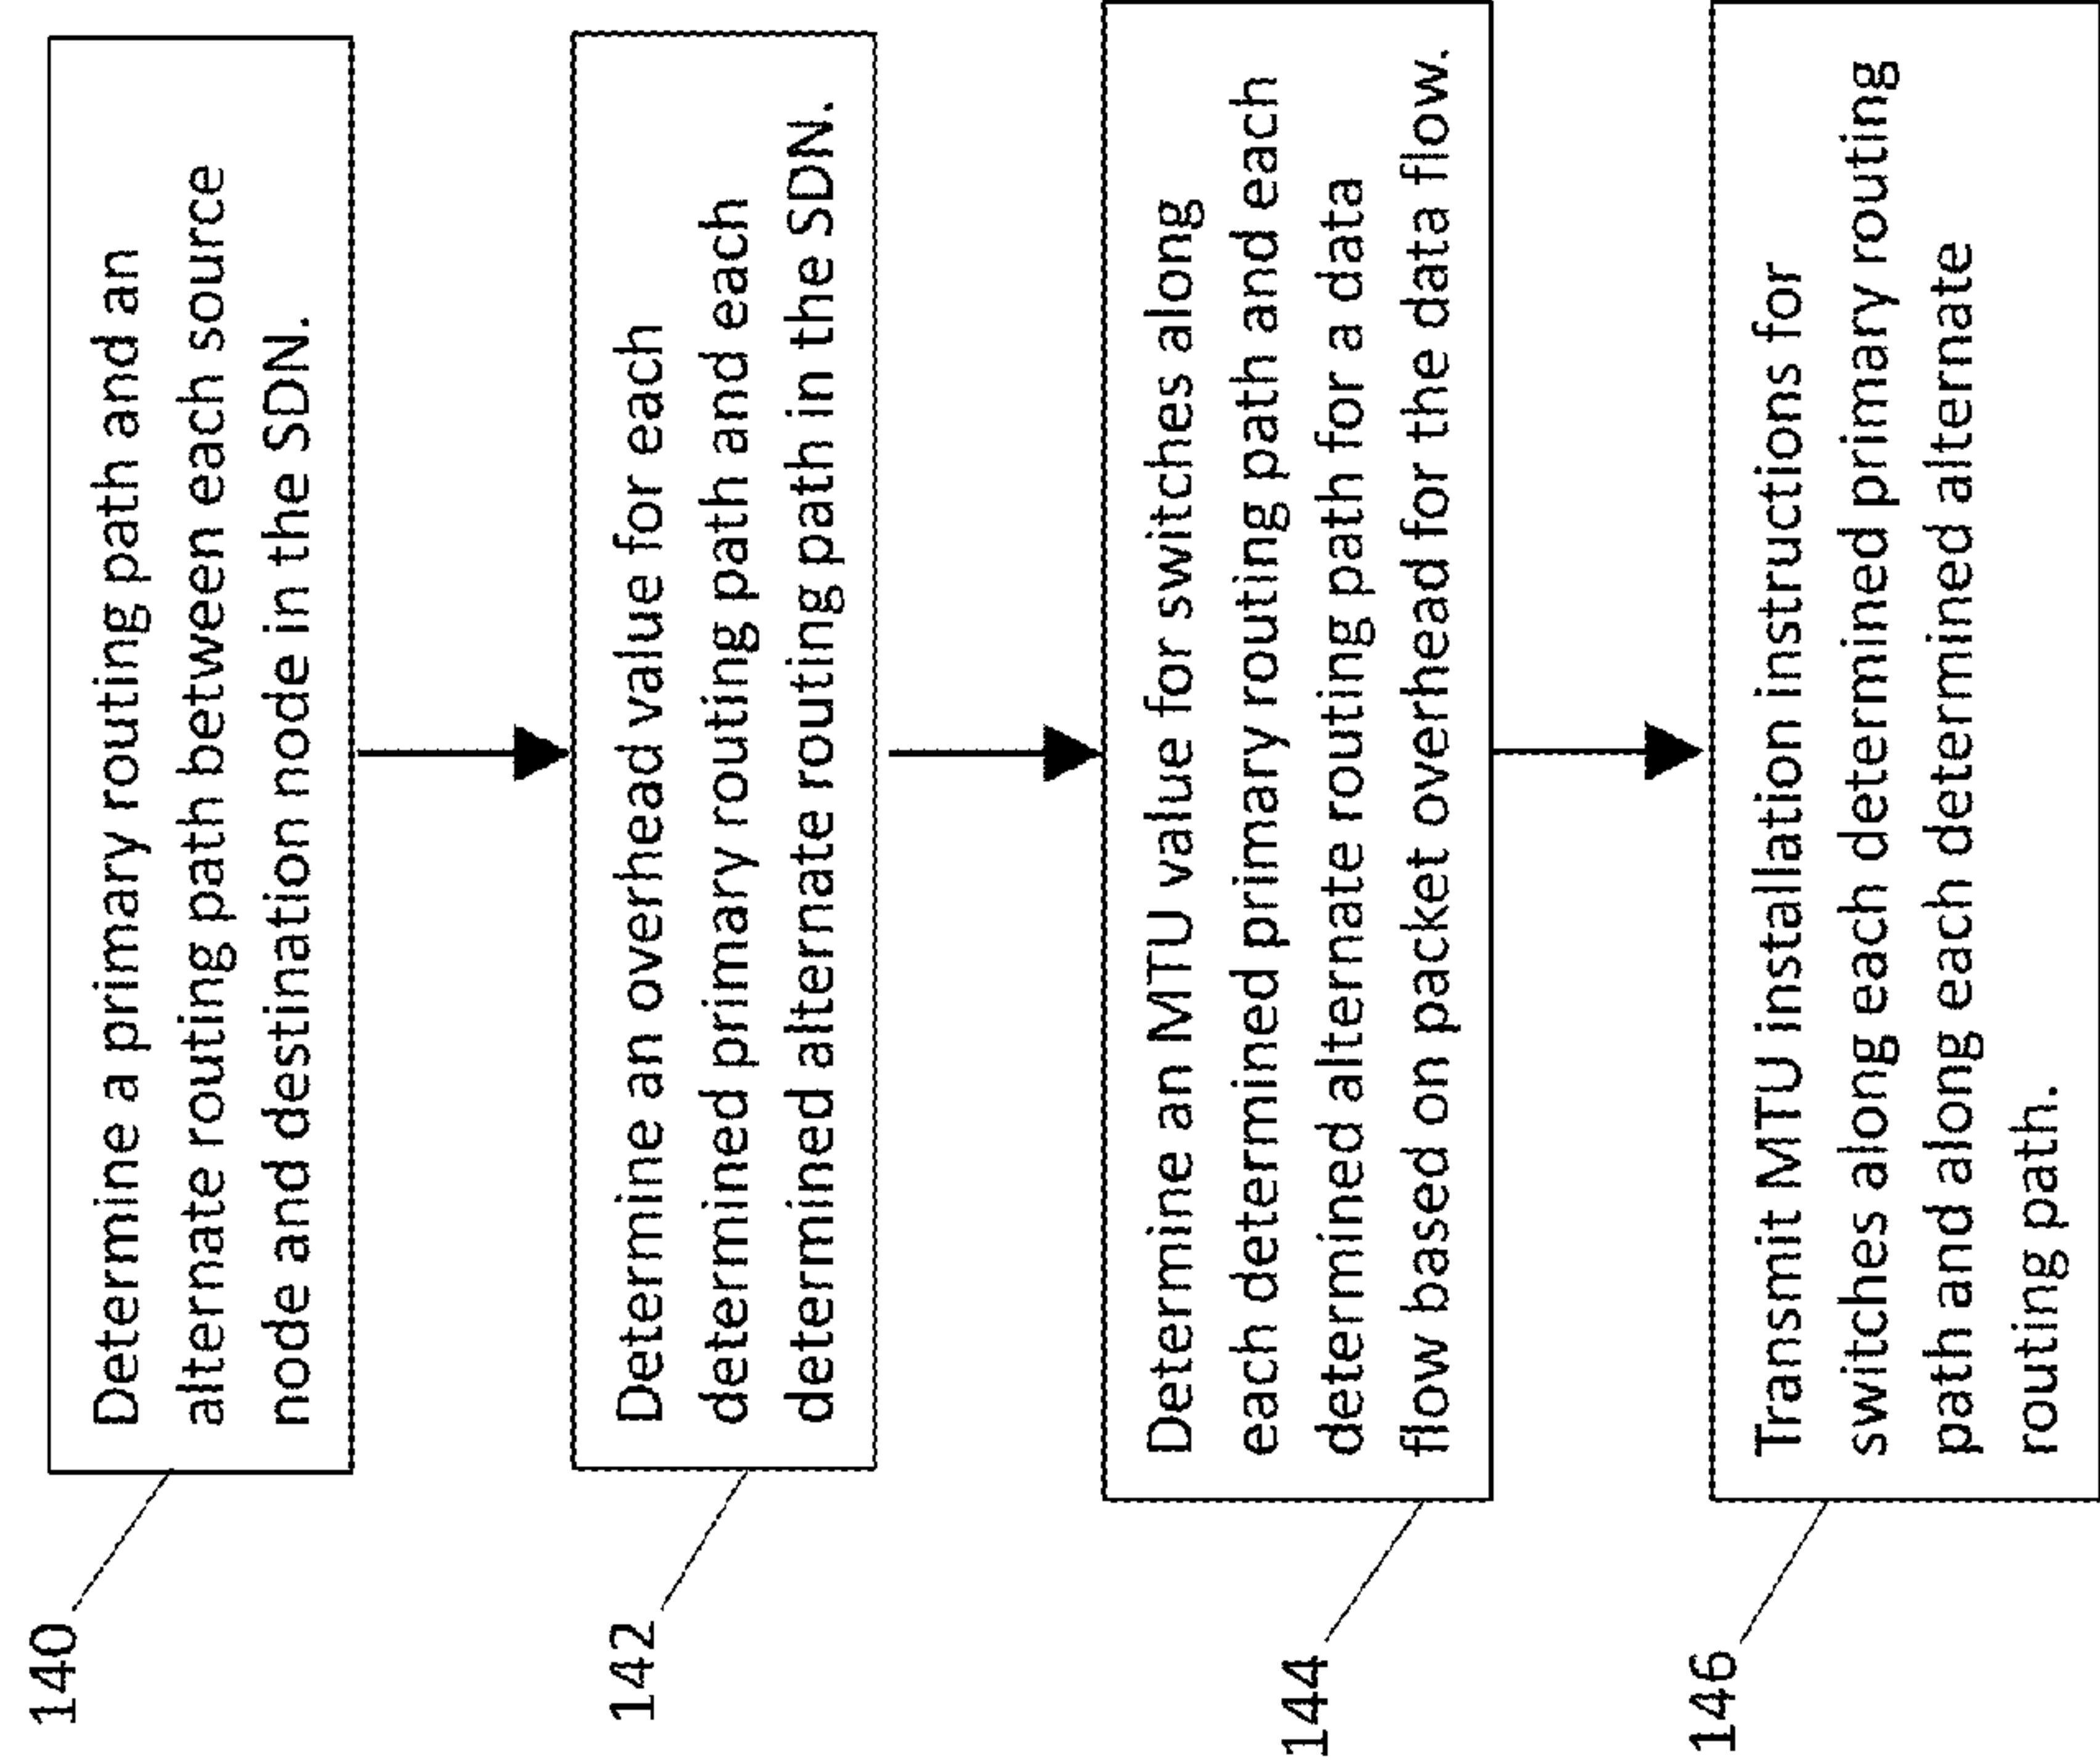 140
Determine a primary routing path and an
alternate routing path between each source
node and destination node in the SDN.
142
Determine an overhead value for each
determined primary routing path and each
determined alternate routing path in the SDN.
144
Determine an MTU value for switches along
each determined primary routing path and each
determined alternate routing path for a data
flow based on packet overhead for the data flow.
146
Transmit MTU installation instructions for
switches along each determined primary routing
path and along each determined alternate
routing path.